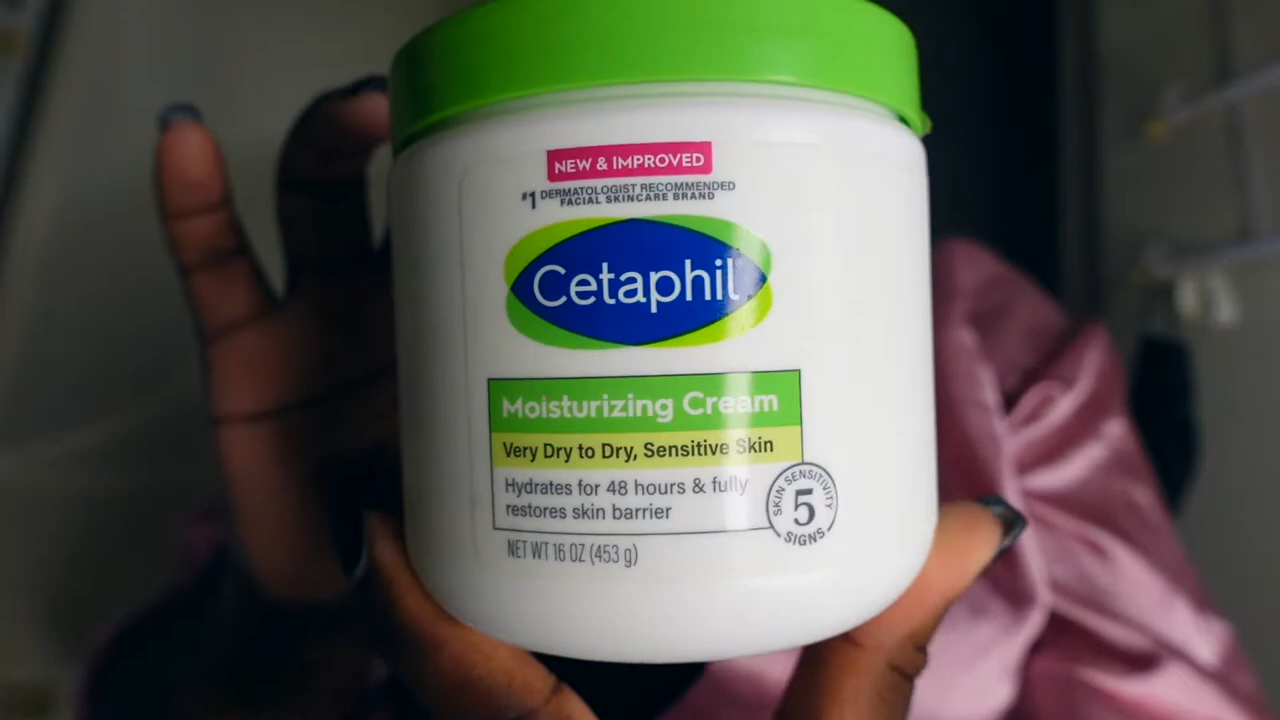 NEW & IMPROVED
#1 DERMATOLOGIST RECOMMENDED
FACIAL SKINCARE BRAND
Cetaphil
Moisturizing Cream
Very Dry to Dry, Sensitive Skin
Hydrates for 48 hours & fully
restores skin barrier
SKIN SENSITIVITY
5
SIGNS
NET WT 16 OZ (453 g)